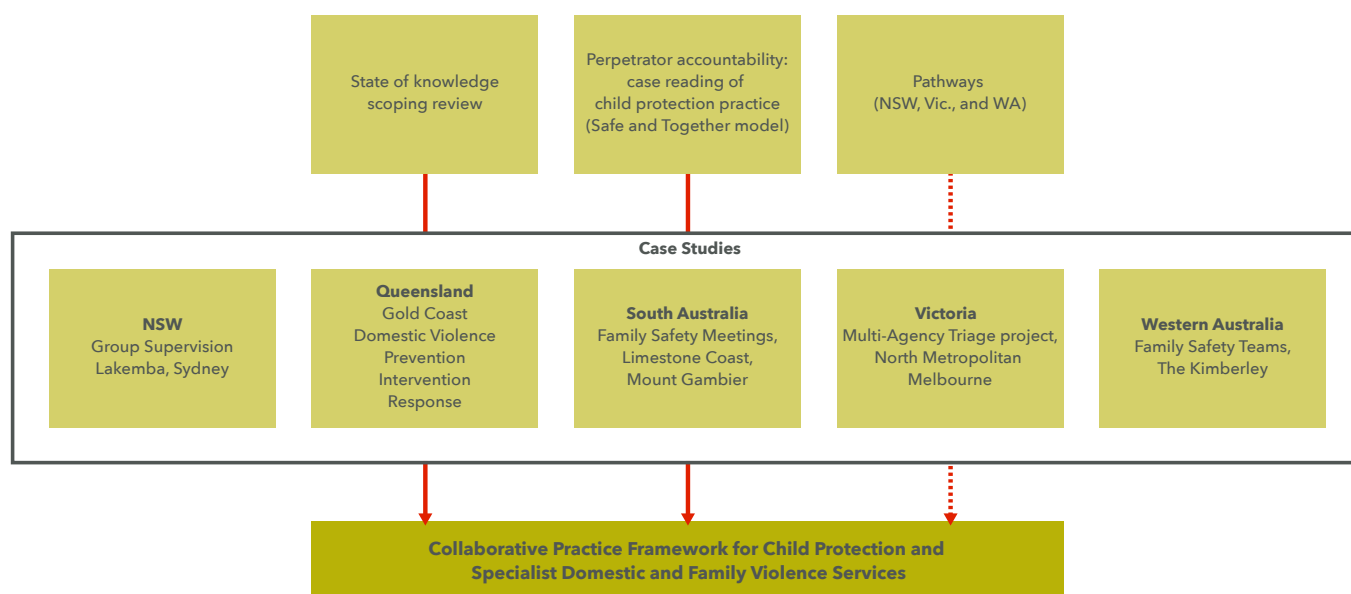 State of knowledge
scoping review
Perpetrator accountability:
case reading of
child protection practice
(Safe and Together model)
Pathways
(NSW, Vic., and WA)
Case Studies
NSW
Group Supervision
Lakemba, Sydney
Queensland
Gold Coast
Domestic Violence
Prevention
Intervention
Response
South Australia
Family Safety Meetings,
Limestone Coast,
Mount Gambier
Victoria
Multi-Agency Triage project,
North Metropolitan
Melbourne
Western Australia
Family Safety Teams,
The Kimberley
Collaborative Practice Framework for Child Protection and
Specialist Domestic and Family Violence Services